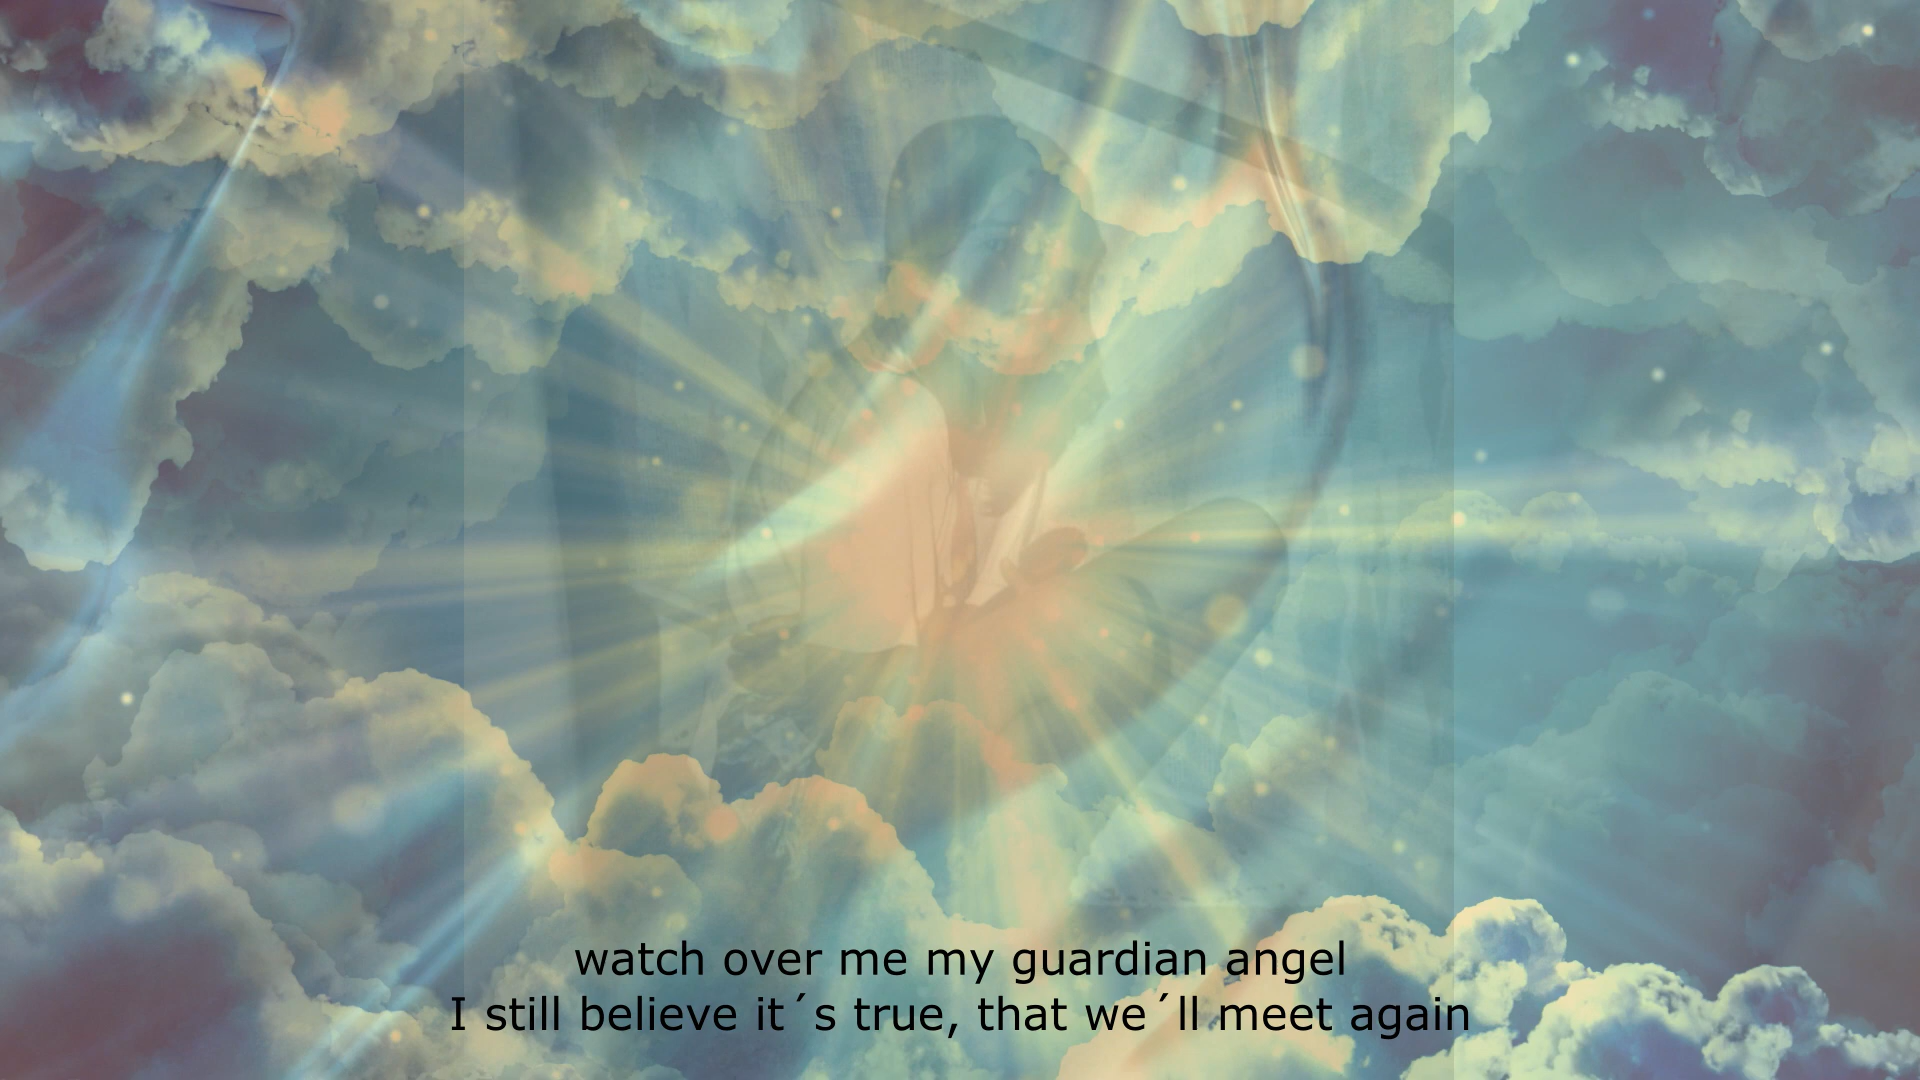 watch over me my guardian angel
I still believe it´s true, that we´ll meet again